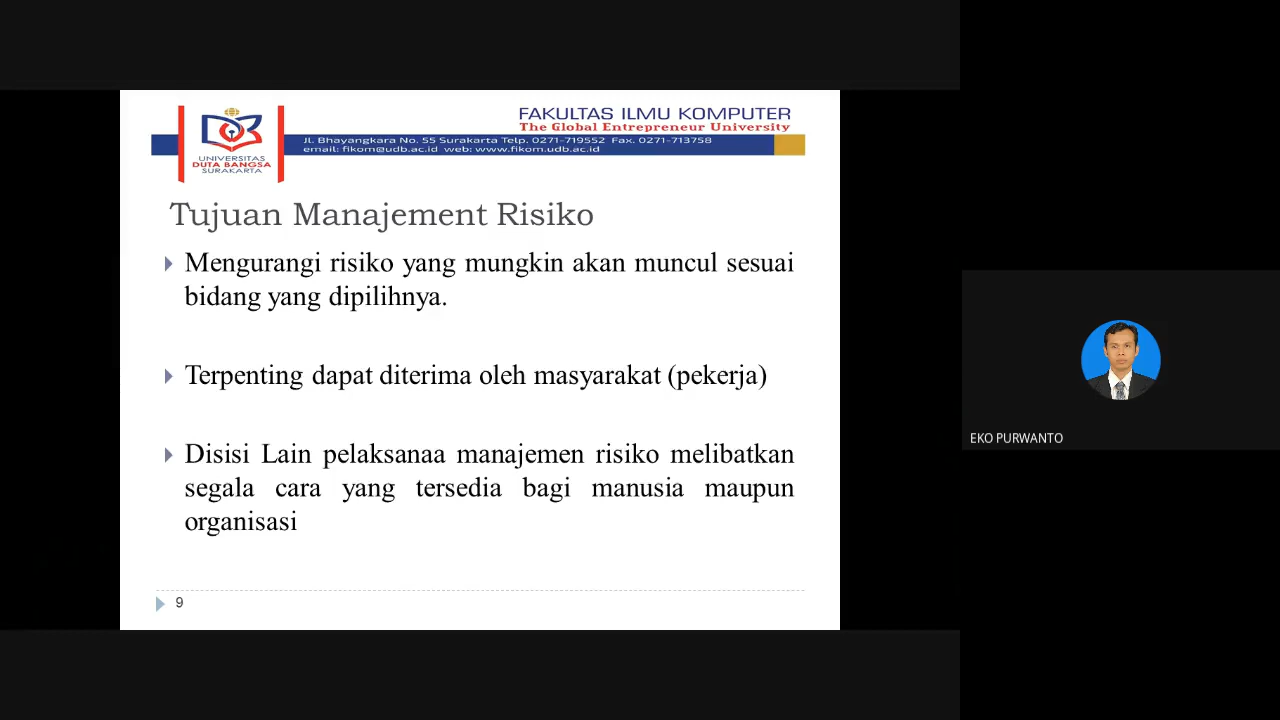 FAKULTAS ILMU KOMPUTER
The Global Entrepreneur University
Jl. Bhayangkara No. 55 Surakarta Telp. 0271-719552 Fax. 0271-713758
email: fikom@udb.ac.id web: www.fikom.udb.ac.id
UNIVERSITAS
DUTA BANGSA
SURAKARTA
Tujuan Manajement Risiko
Mengurangi risiko yang mungkin akan muncul sesuai
bidang yang dipilihnya.
Terpenting dapat diterima oleh masyarakat (pekerja)
Disisi Lain pelaksanaa manajemen risiko melibatkan
segala cara yang tersedia bagi manusia maupun
organisasi
9
EKO PURWANTO